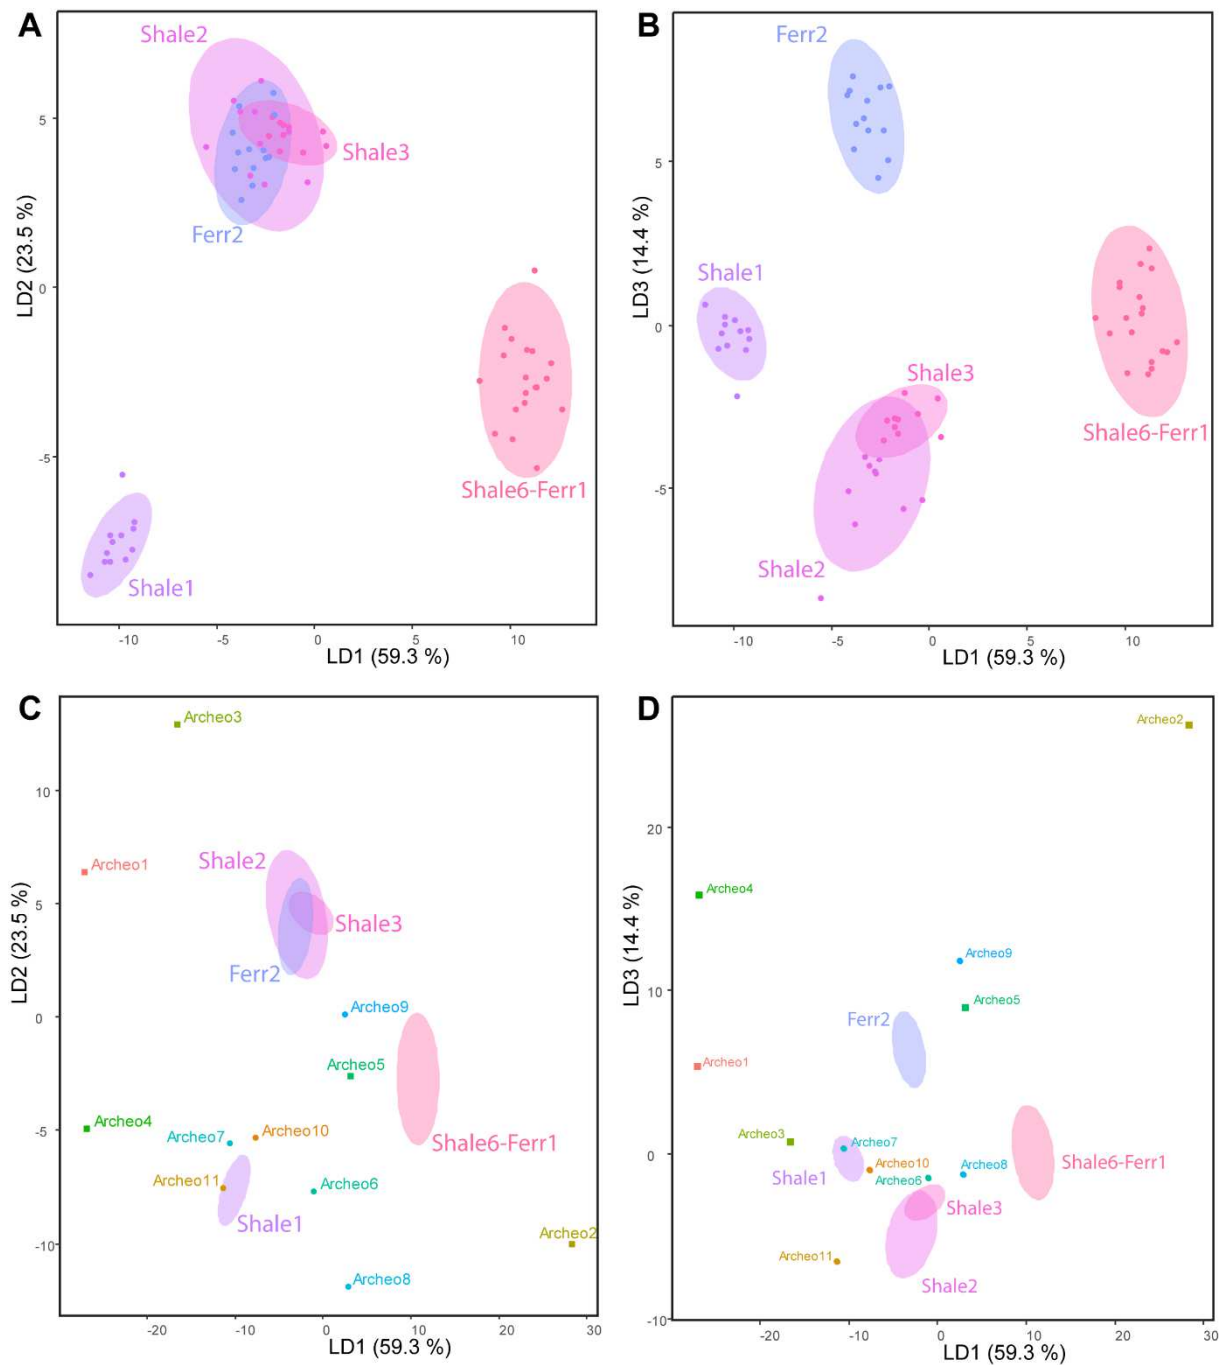 A
Shale2
Shale3
Ferr2
Shale6-Ferr1
Shale1
5
0
-5
-10
-5
0
5
10
LD2 (23.5 %)
LD1 (59.3 %)
B
Ferr2
Shale1
Shale3
Shale6-Ferr1
Shale2
5
0
-5
-10
-5
0
5
10
LD3 (14.4 %)
LD1 (59.3 %)
C
Archeo3
Archeo1
Shale2
Shale3
Ferr2
Archeo9
Archeo5
Archeo4
Archeo7
Archeo10
Shale6-Ferr1
Archeo11
Archeo6
Shale1
Archeo2
Archeo8
10
5
0
-5
-10
-20
-10
0
10
20
30
LD2 (23.5 %)
LD1 (59.3 %)
D
Archeo2
Archeo4
Archeo9
Archeo5
Ferr2
Archeo1
Archeo3
Archeo7
Shale6-Ferr1
Archeo10
Archeo8
Shale1
Archeo6
Shale3
Archeo11
Shale2
20
10
0
-10
-20
-10
0
10
20
30
LD3 (14.4 %)
LD1 (59.3 %)